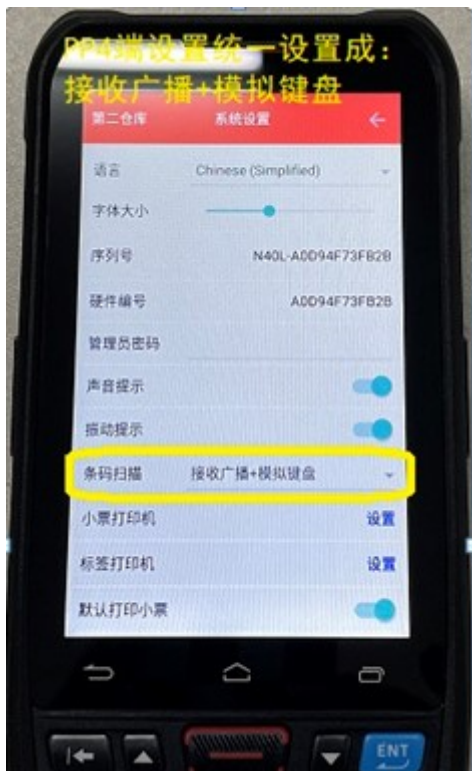 PP4端设置统一设置成：
接收广播+模拟键盘
第二仓库 系统设置
语言 Chinese (Simplified)
字体大小
序列号 N40L-A0D94F73FB2B
硬件编号 A0D94F73FB2B
管理员密码
声音提示
振动提示
条码扫描 接收广播+模拟键盘
小票打印机 设置
标签打印机 设置
默认打印小票
ENT